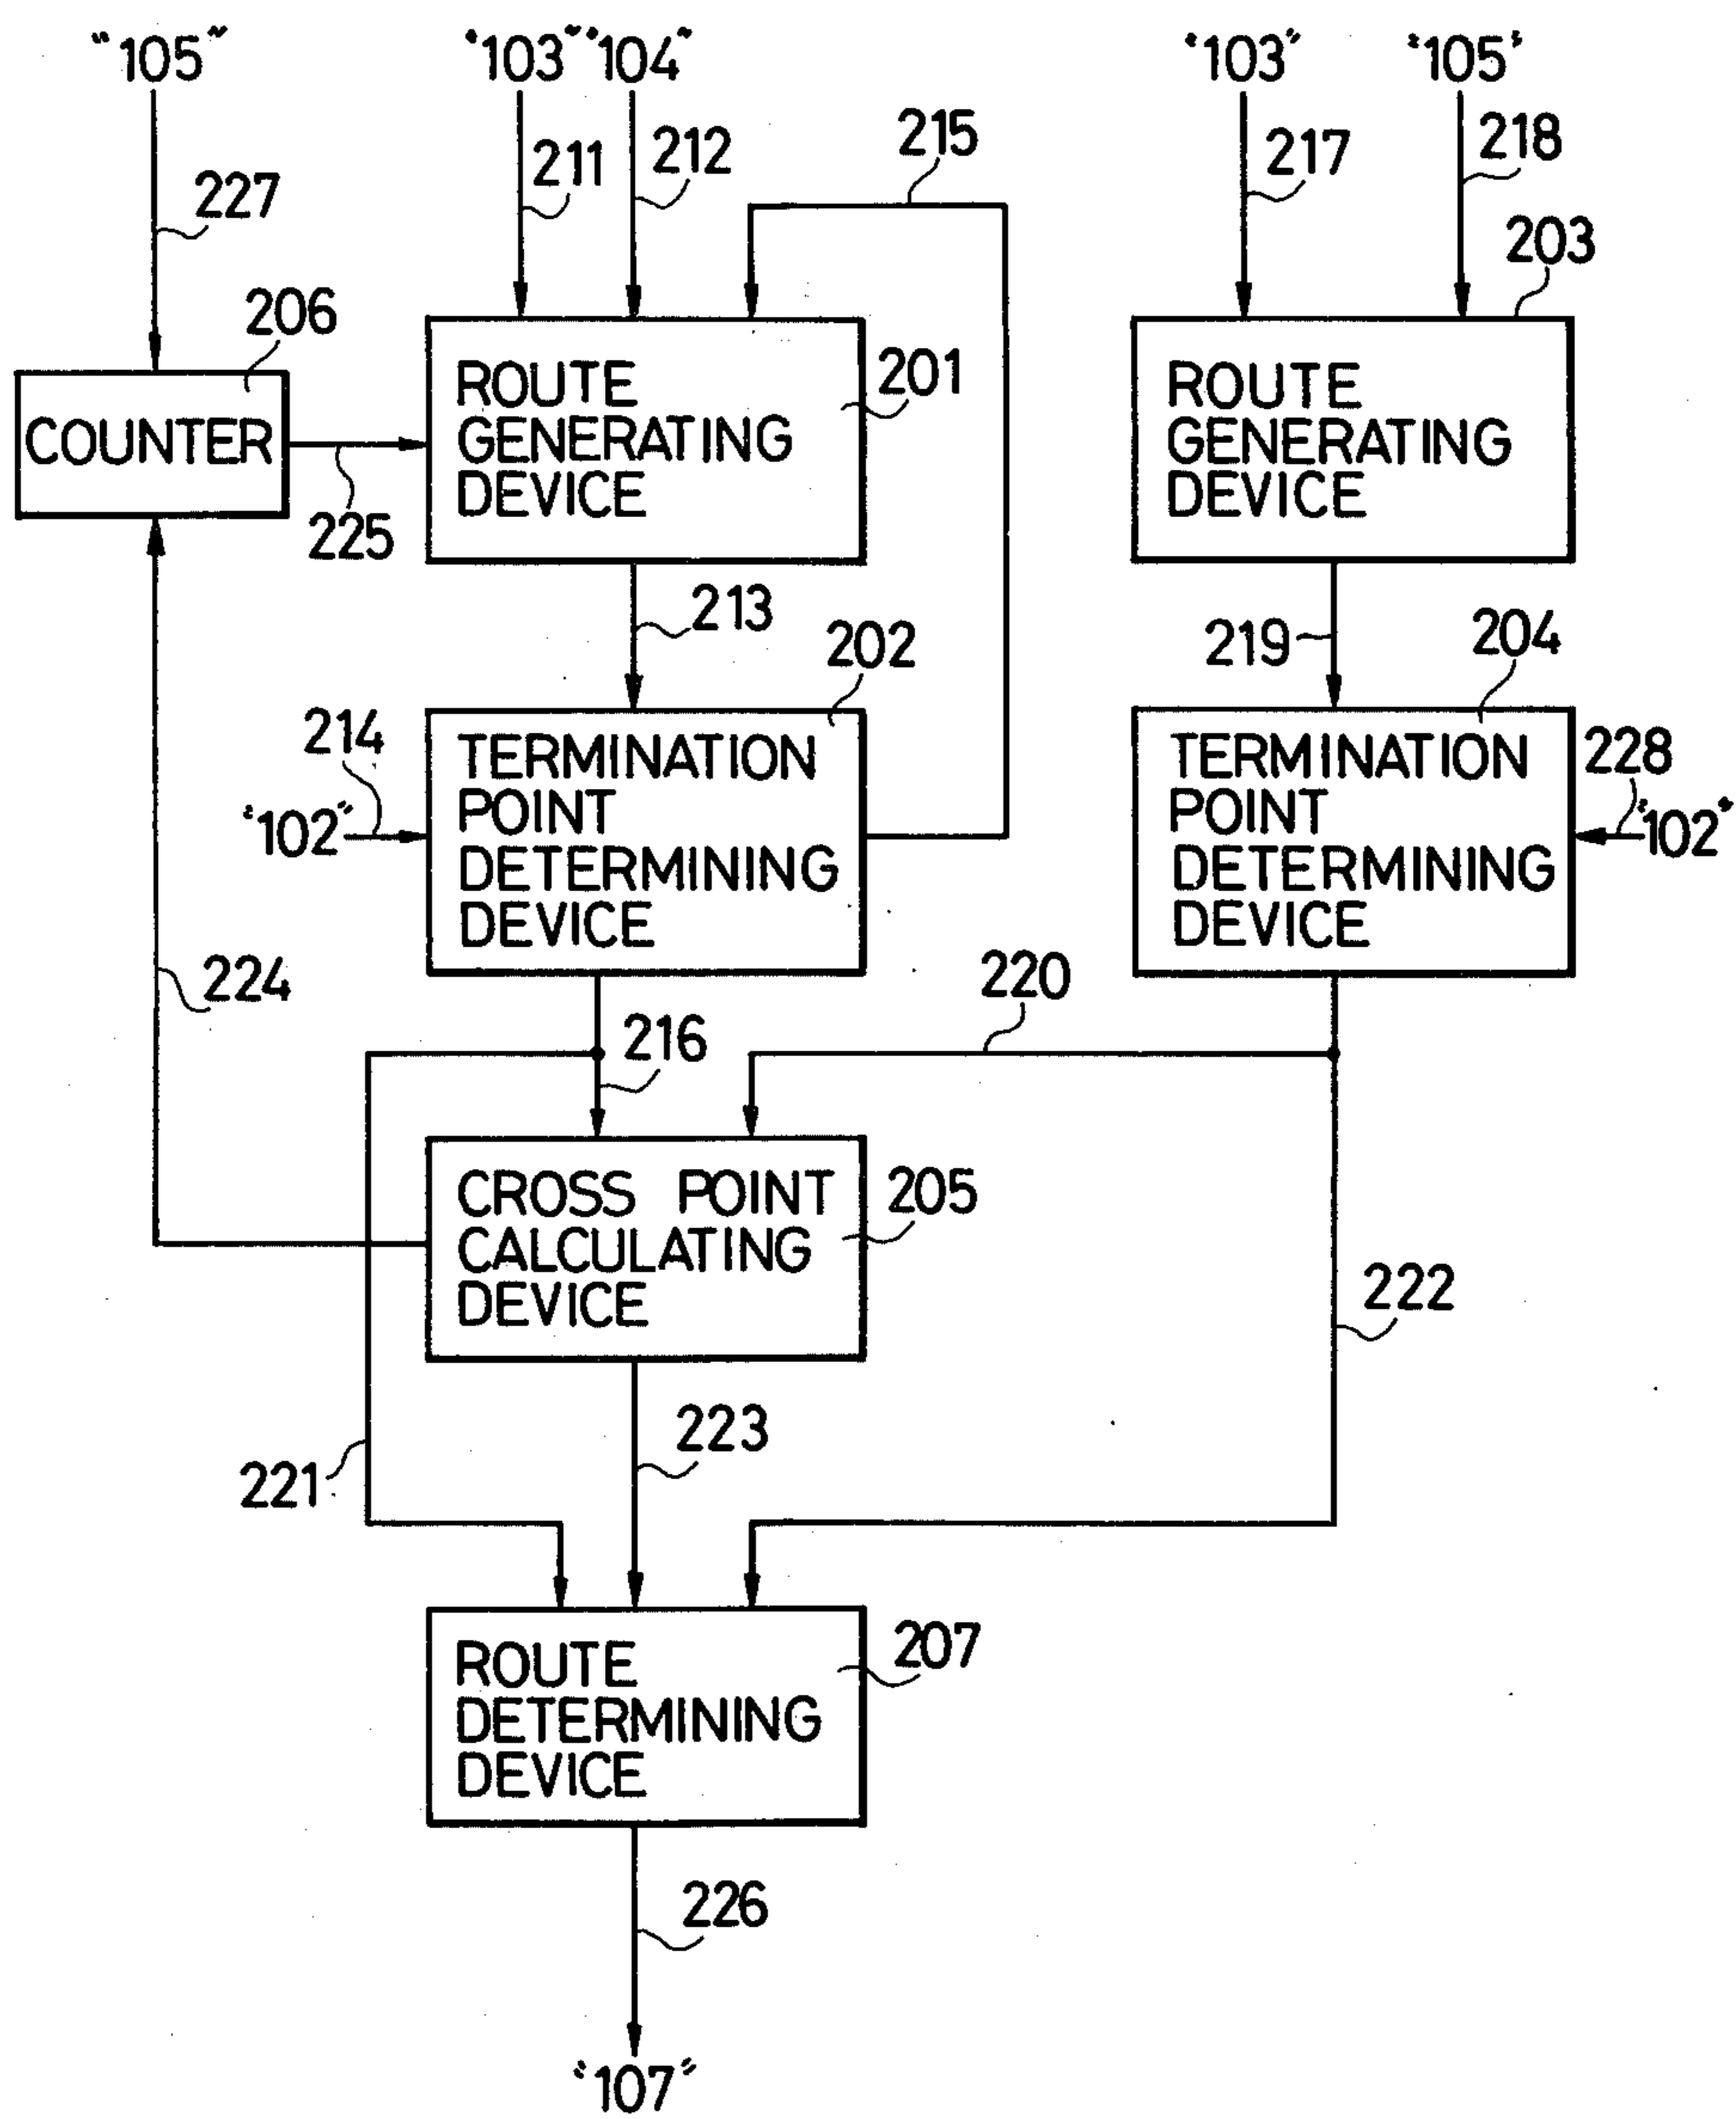 "105"
"103" "104"
"103"
"105"
215
211
212
217
218
227
203
206
201
ROUTE
GENERATING
DEVICE
ROUTE
GENERATING
DEVICE
COUNTER
225
213
219
204
202
214
228
TERMINATION
POINT
DETERMINING
DEVICE
TERMINATION
POINT
DETERMINING
DEVICE
"102"
"102"
224
220
216
CROSS POINT
CALCULATING
DEVICE
205
222
223
221
207
ROUTE
DETERMINING
DEVICE
226
"107"